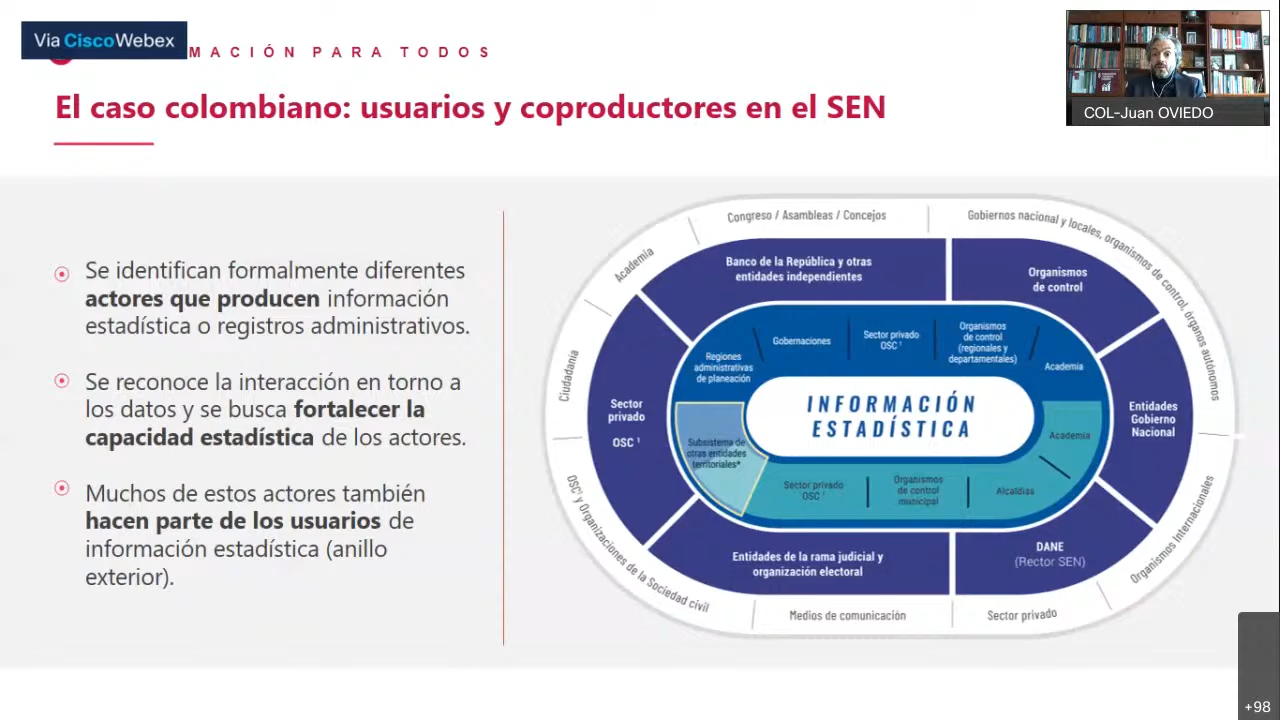 Vía CiscoWebex
MACIÓN PARA TODOS
El caso colombiano: usuarios y coproductores en el SEN
COL-Juan OVIEDO
Se identifican formalmente diferentes
actores que producen información
estadística o registros administrativos.
Se reconoce la interacción en torno a
los datos y se busca fortalecer la
capacidad estadística de los actores.
Muchos de estos actores también
hacen parte de los usuarios de
información estadística (anillo
exterior).
Congreso / Asambleas / Concejos
Gobiernos nacional y locales, organismos de control, órganos autónomos
Academia
Ciudadanía
OSC¹ y Organizaciones de la Sociedad civil
Medios de comunicación
Sector privado
Organismos Internacionales
Banco de la República y otras
entidades independientes
Organismos
de control
Sector
privado
OSC ¹
Entidades
Gobierno
Nacional
Entidades de la rama judicial y
organización electoral
DANE
(Rector SEN)
Regiones
administrativas
de planeación
Gobernaciones
Sector privado
OSC ¹
Organismos
de control
(regionales y
departamentales)
Academia
INFORMACIÓN
ESTADÍSTICA
Subsistema de
otras entidades
territoriales*
Sector privado
OSC ¹
Organismos
de control
municipal
Alcaldías
Academia
+98